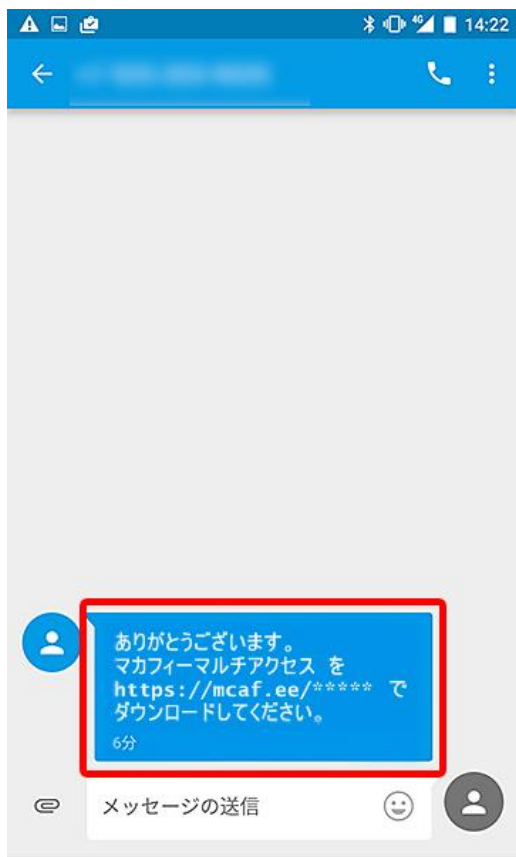 4G 14:22
ありがとうございます。
マカフィーマルチアクセス を
https://mcaf.ee/***** で
ダウンロードしてください。
6分
メッセージの送信